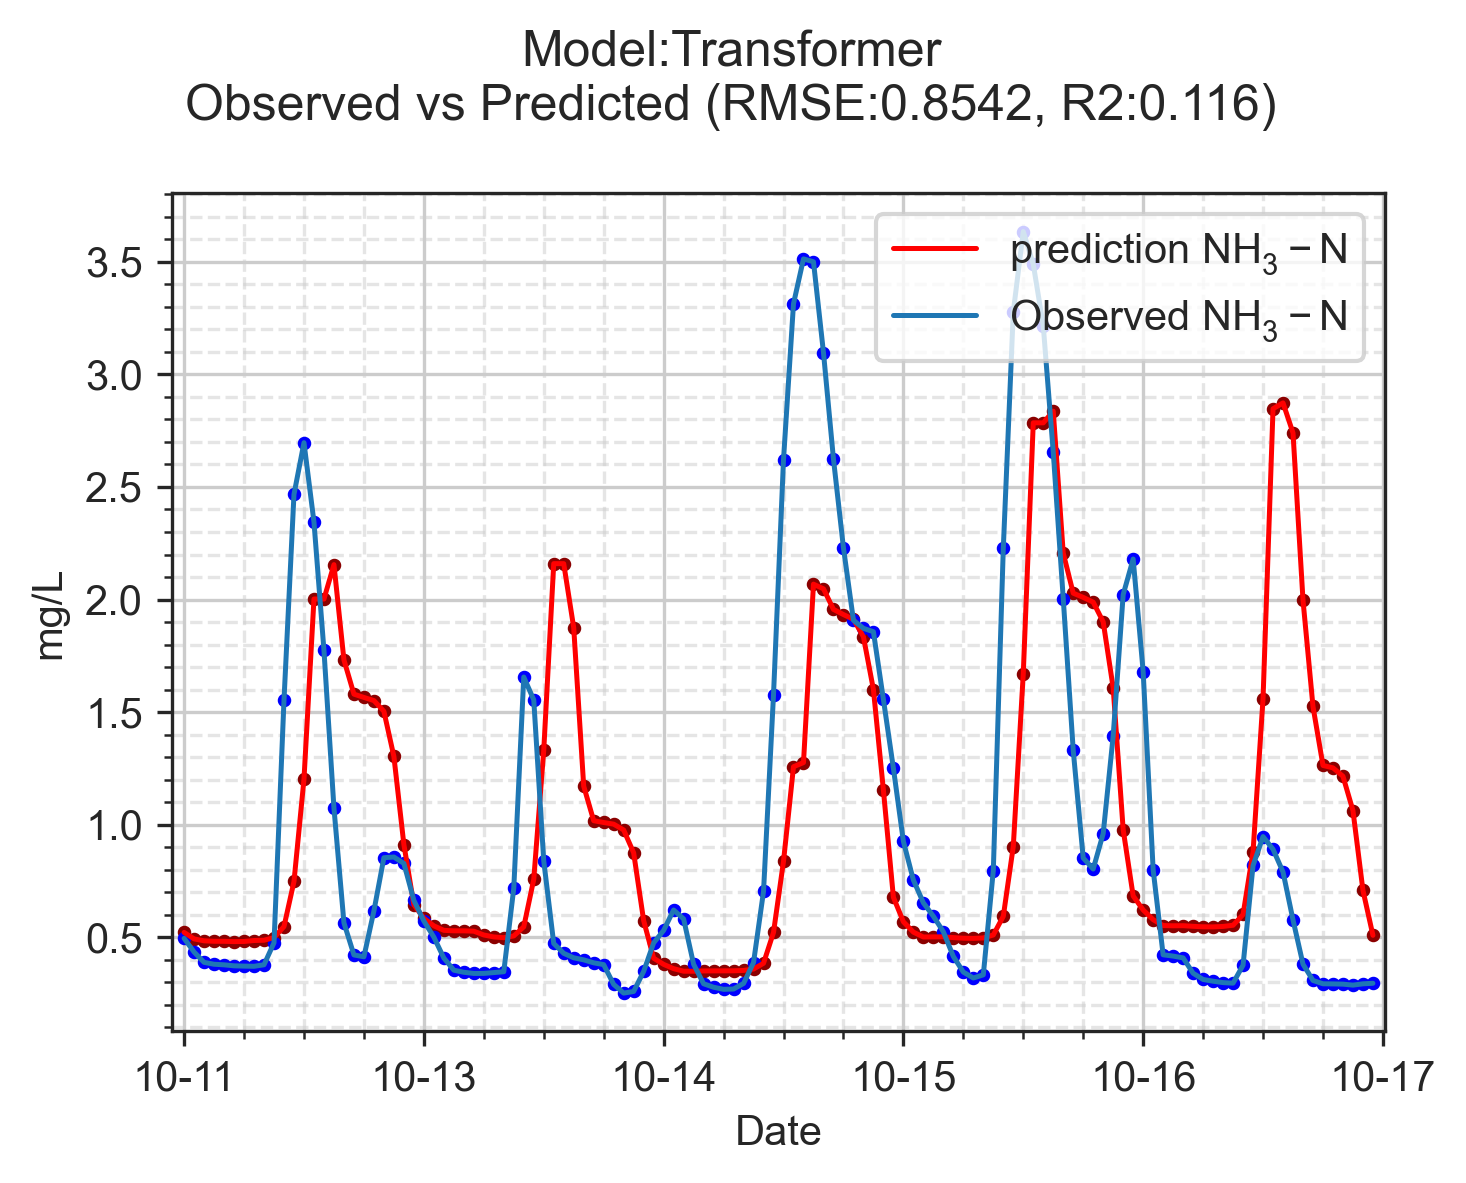 Model:Transformer
Observed vs Predicted (RMSE:0.8542, R2:0.116)
prediction NH₃ − N
Observed NH₃ − N
3.5
3.0
2.5
2.0
1.5
1.0
0.5
mg/L
10-11 10-13 10-14 10-15 10-16 10-17
Date